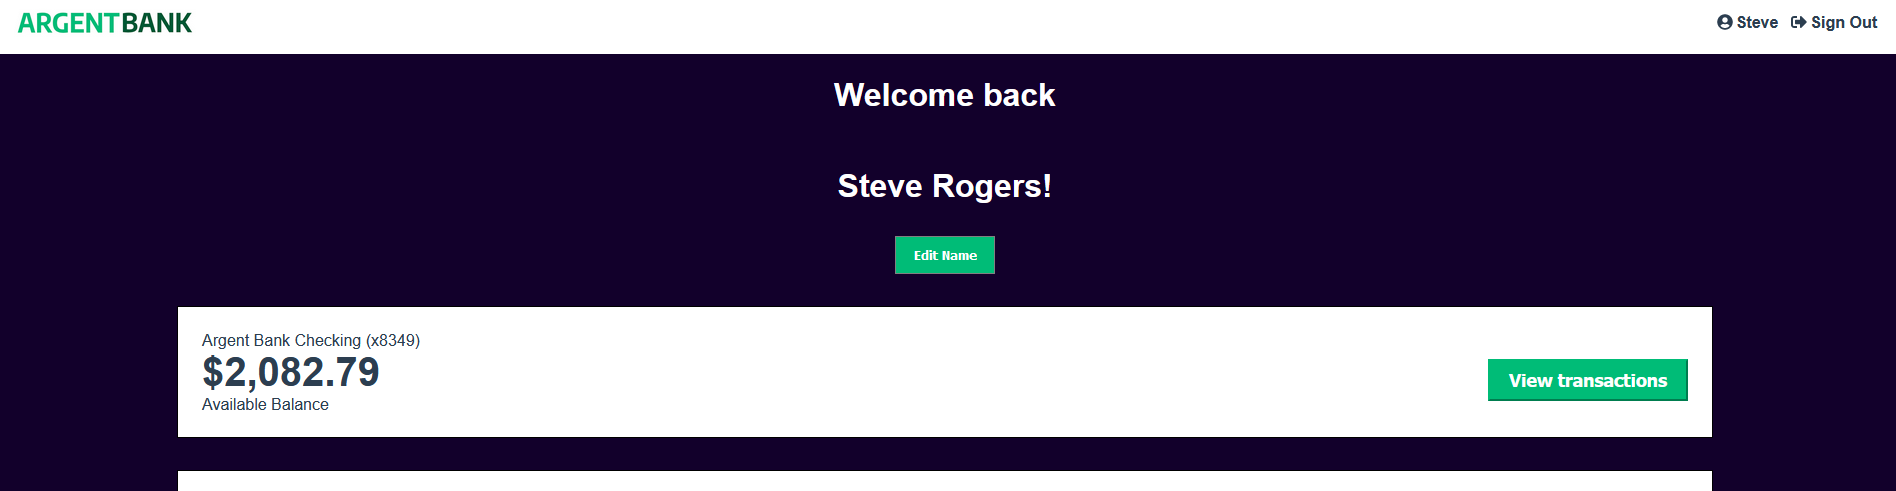 ARGENTBANK
Steve Sign Out
Welcome back
Steve Rogers!
Edit Name
Argent Bank Checking (x8349)
$2,082.79
Available Balance
View transactions